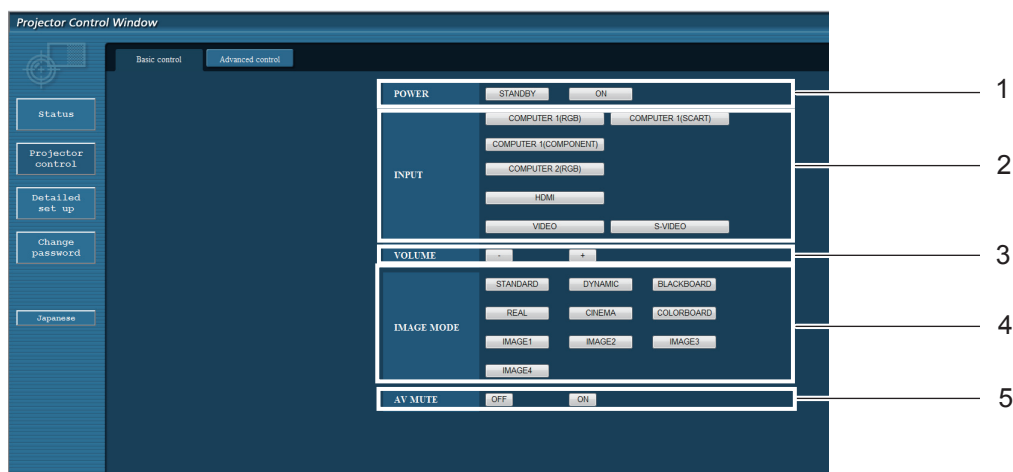 Projector Control Window
Basic control Advanced control
Status
Projector
control
Detailed
set up
Change
password
Japanese
POWER STANDBY ON
1
COMPUTER 1(RGB) COMPUTER 1(SCART)
COMPUTER 1(COMPONENT)
INPUT COMPUTER 2(RGB)
HDMI
VIDEO S-VIDEO
2
VOLUME - +
3
STANDARD DYNAMIC BLACKBOARD
REAL CINEMA COLORBOARD
IMAGE MODE
IMAGE1 IMAGE2 IMAGE3
IMAGE4
4
AV MUTE OFF ON
5